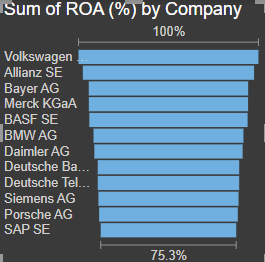 Sum of ROA (%) by Company
100%
Volkswagen ...
Allianz SE
Bayer AG
Merck KGaA
BASF SE
BMW AG
Daimler AG
Deutsche Ba...
Deutsche Tel...
Siemens AG
Porsche AG
SAP SE
75.3%